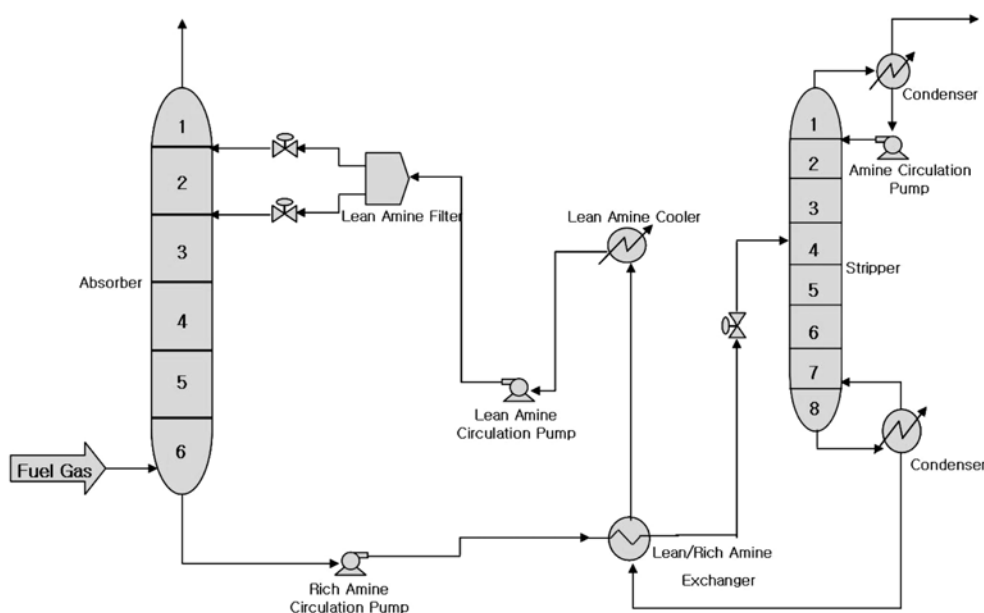 Condenser
1
2
3
4
5
6
Absorber
Fuel Gas
Lean Amine Filter
Lean Amine Cooler
Lean Amine
Circulation Pump
Rich Amine
Circulation Pump
Lean/Rich Amine
Exchanger
1
2
3
4
5
6
7
8
Amine Circulation
Pump
Stripper
Condenser